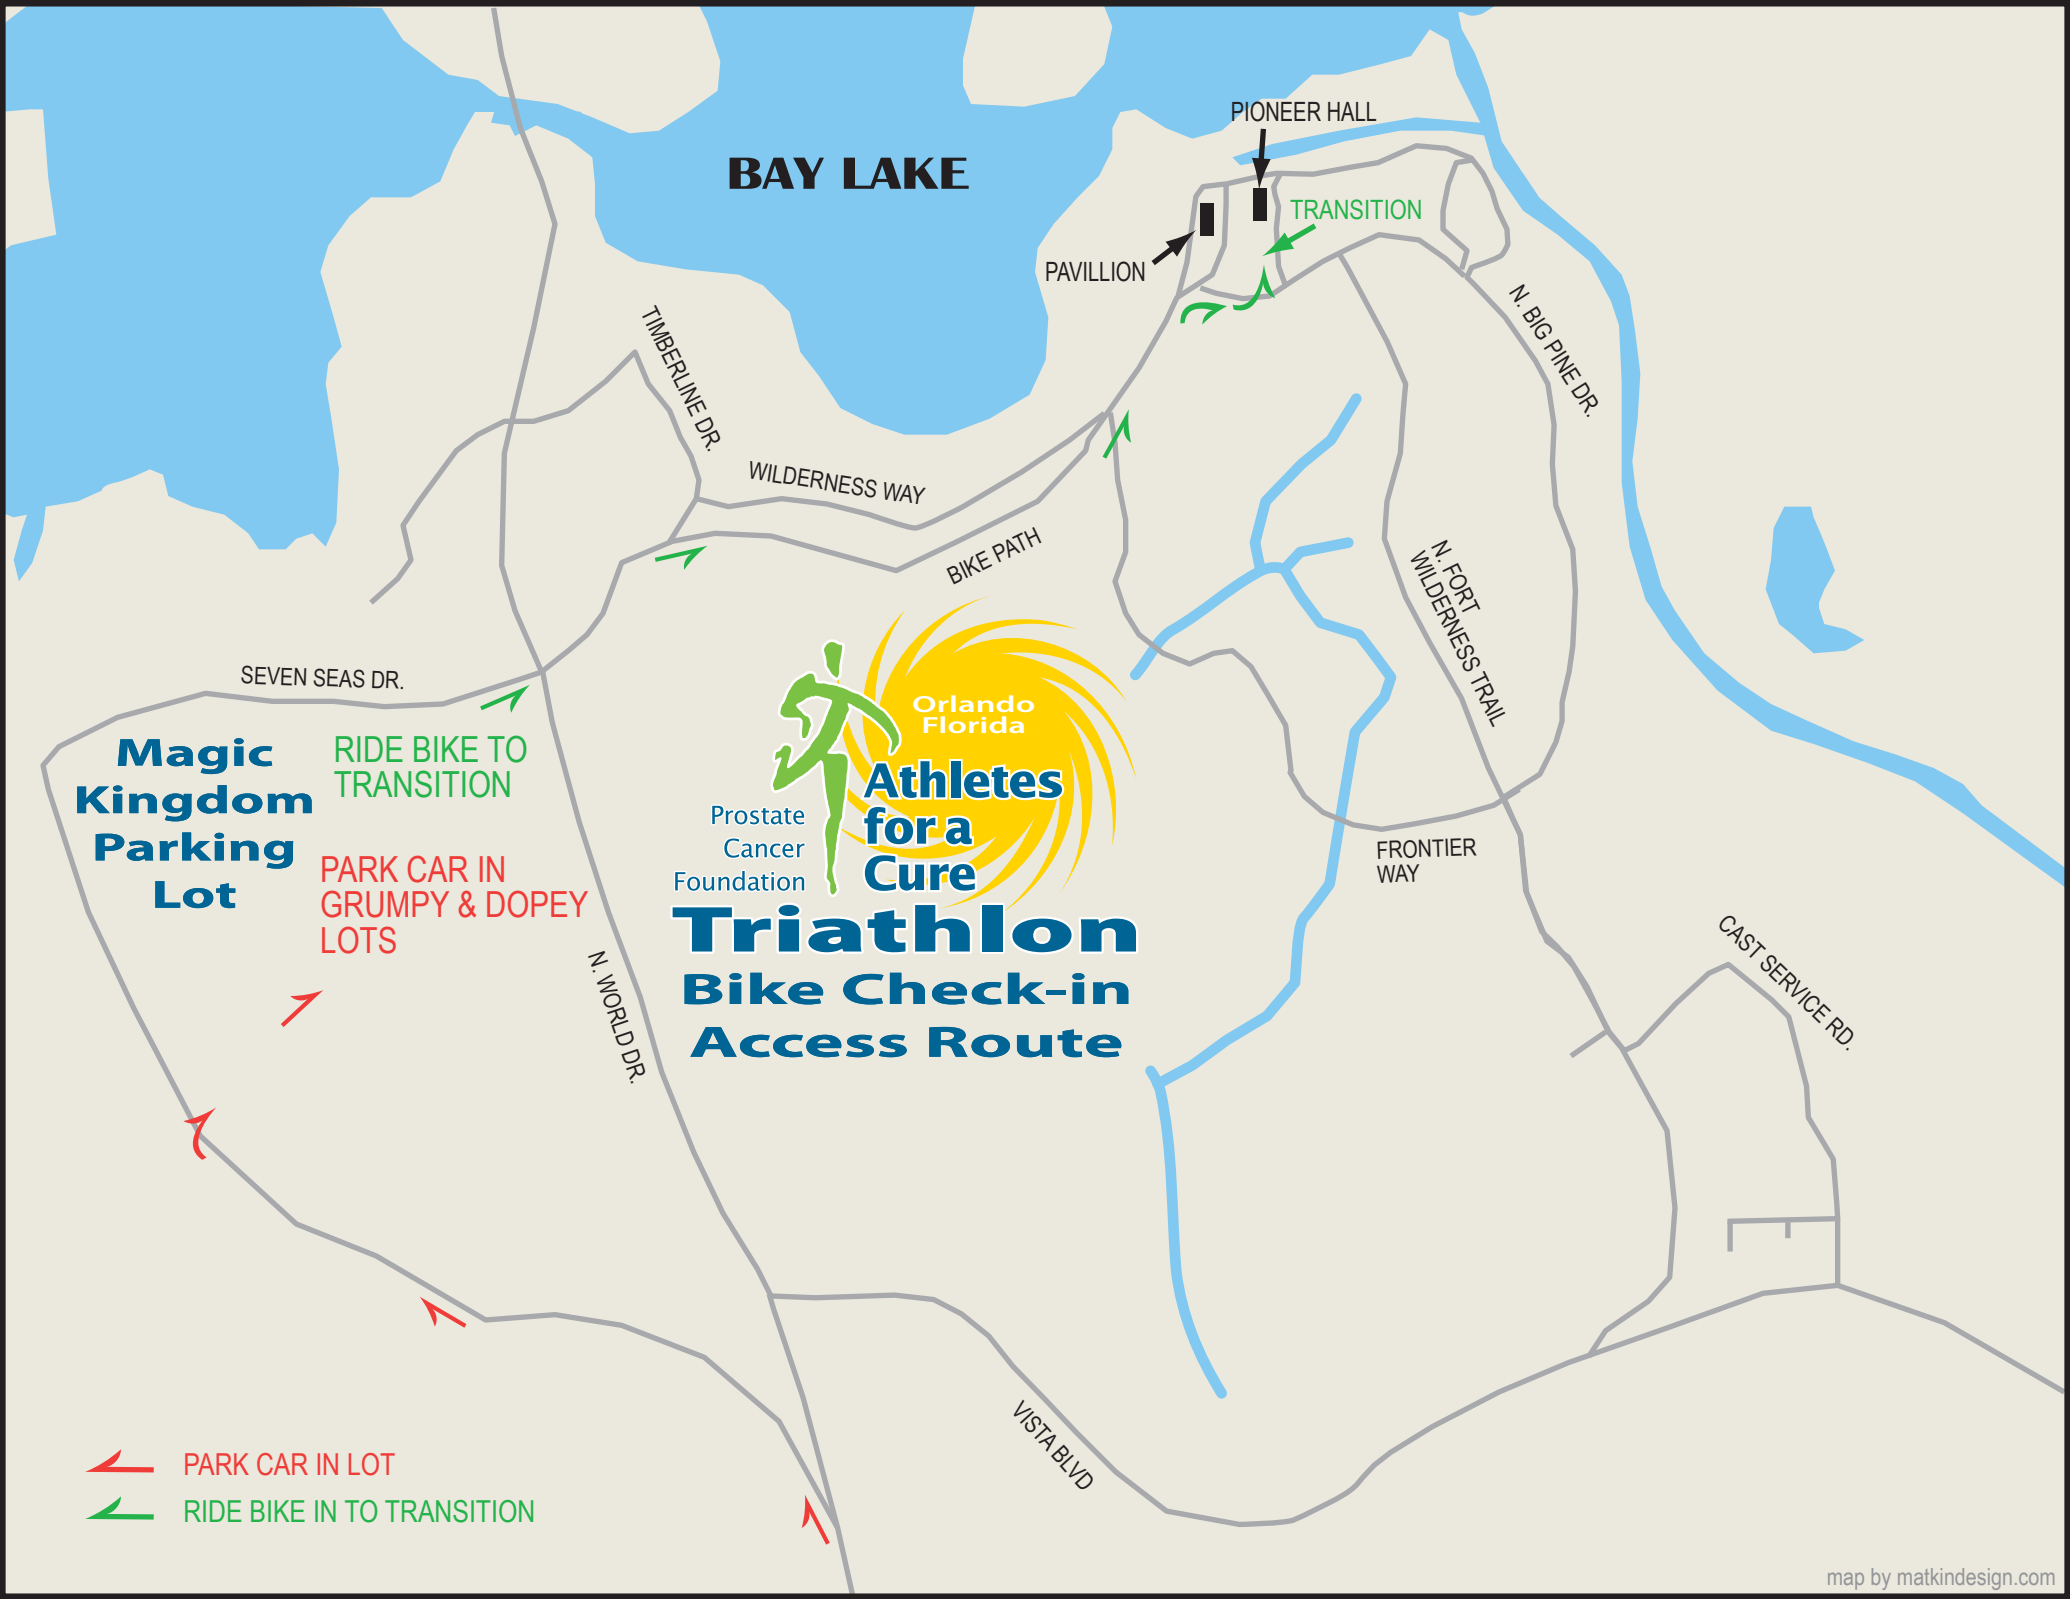 PIONEER HALL
BAY LAKE
TRANSITION
PAVILLION
N. BIG PINE DR.
TIMBERLINE DR.
WILDERNESS WAY
BIKE PATH
N. FORT
WILDERNESS TRAIL
SEVEN SEAS DR.
Magic
Kingdom
Parking
Lot
RIDE BIKE TO
TRANSITION
PARK CAR IN
GRUMPY & DOPEY
LOTS
Orlando
Florida
Athletes
for a
Cure
Prostate
Cancer
Foundation
Triathlon
Bike Check-in
Access Route
FRONTIER
WAY
N. WORLD DR.
CAST SERVICE RD.
VISTA BLVD
PARK CAR IN LOT
RIDE BIKE IN TO TRANSITION
map by matkindesign.com